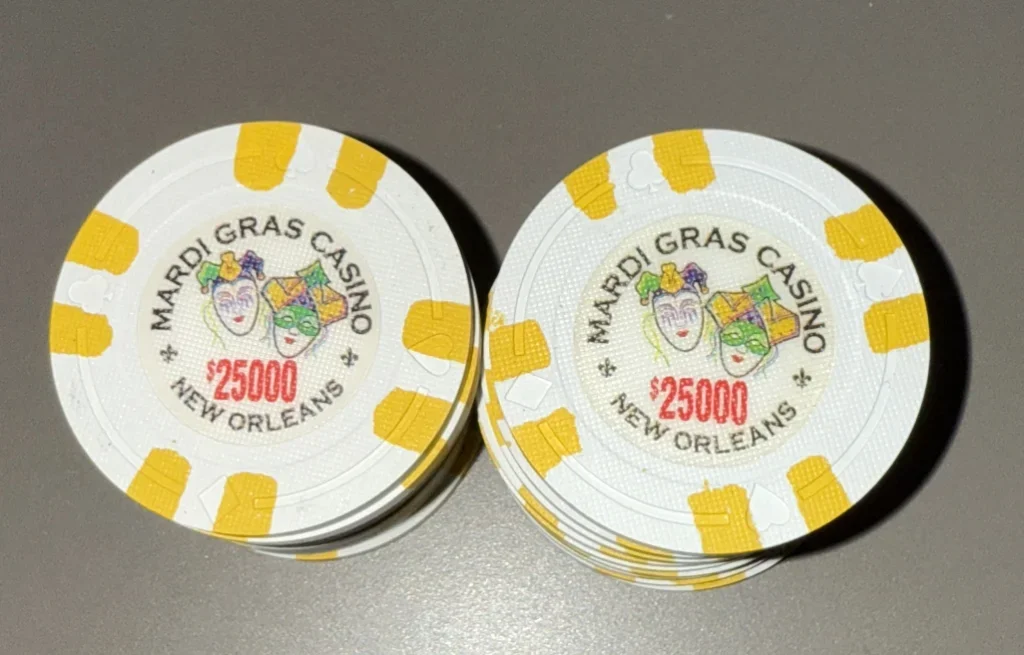 MARDI GRAS CASINO
$25000
NEW ORLEANS
MARDI GRAS CASINO
$25000
NEW ORLEANS